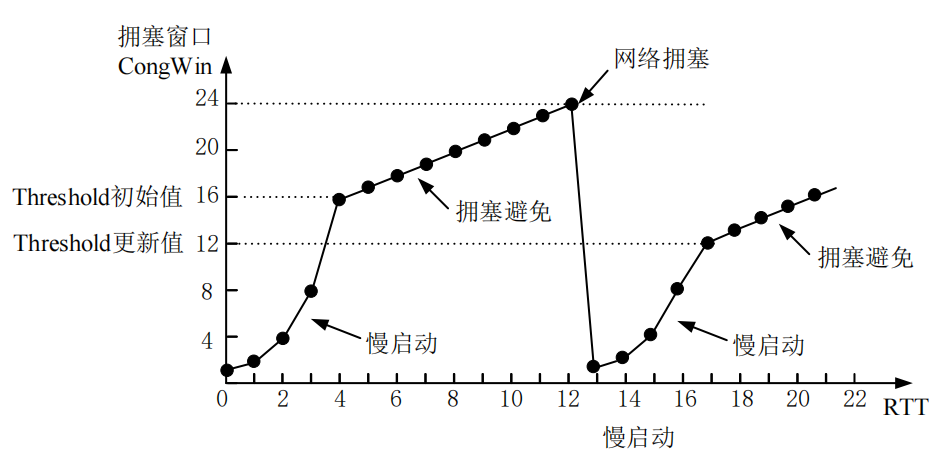 拥塞窗口
CongWin
网络拥塞
24
20
Threshold初始值 16
拥塞避免
Threshold更新值 12
拥塞避免
8
慢启动
慢启动
4
0 2 4 6 8 10 12 14 16 18 20 22 RTT
慢启动